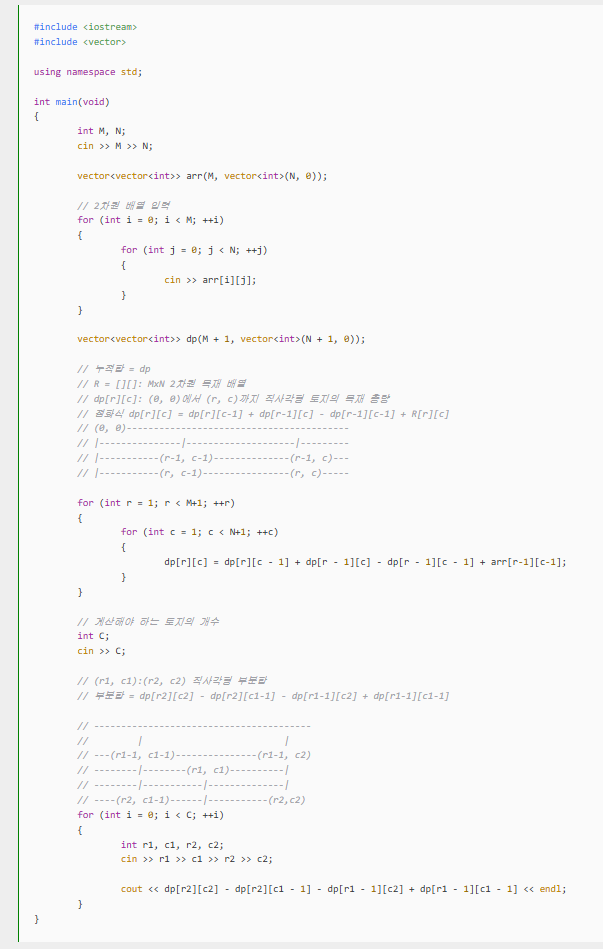 #include <iostream>
#include <vector>
using namespace std;
int main(void)
{
int M, N;
cin >> M >> N;
vector<vector<int>> arr(M, vector<int>(N, 0));
// 2차원 배열 입력
for (int i = 0; i < M; ++i)
{
for (int j = 0; j < N; ++j)
{
cin >> arr[i][j];
}
}
vector<vector<int>> dp(M + 1, vector<int>(N + 1, 0));
// 누적합 = dp
// R = [][]: MxN 2차원 목재 배열
// dp[r][c]: (0, 0)에서 (r, c)까지 직사각형 토지의 목재 총합
// 점화식 dp[r][c] = dp[r][c-1] + dp[r-1][c] - dp[r-1][c-1] + R[r][c]
// (0, 0)-----------------------------------------
// |---------------|--------------------|---------
// |-----------(r-1, c-1)--------------(r-1, c)---
// |-----------(r, c-1)----------------(r, c)-----
for (int r = 1; r < M+1; ++r)
{
for (int c = 1; c < N+1; ++c)
{
dp[r][c] = dp[r][c - 1] + dp[r - 1][c] - dp[r - 1][c - 1] + arr[r-1][c-1];
}
}
// 계산해야 하는 토지의 개수
int C;
cin >> C;
// (r1, c1):(r2, c2) 직사각형 부분합
// 부분합 = dp[r2][c2] - dp[r2][c1-1] - dp[r1-1][c2] + dp[r1-1][c1-1]
// ----------------------------------------
//         |                          |
// ---(r1-1, c1-1)---------------(r1-1, c2)
// --------|--------(r1, c1)----------|
// --------|-----------|--------------|
// ----(r2, c1-1)------|-----------(r2,c2)
for (int i = 0; i < C; ++i)
{
int r1, c1, r2, c2;
cin >> r1 >> c1 >> r2 >> c2;
cout << dp[r2][c2] - dp[r2][c1 - 1] - dp[r1 - 1][c2] + dp[r1 - 1][c1 - 1] << endl;
}
}